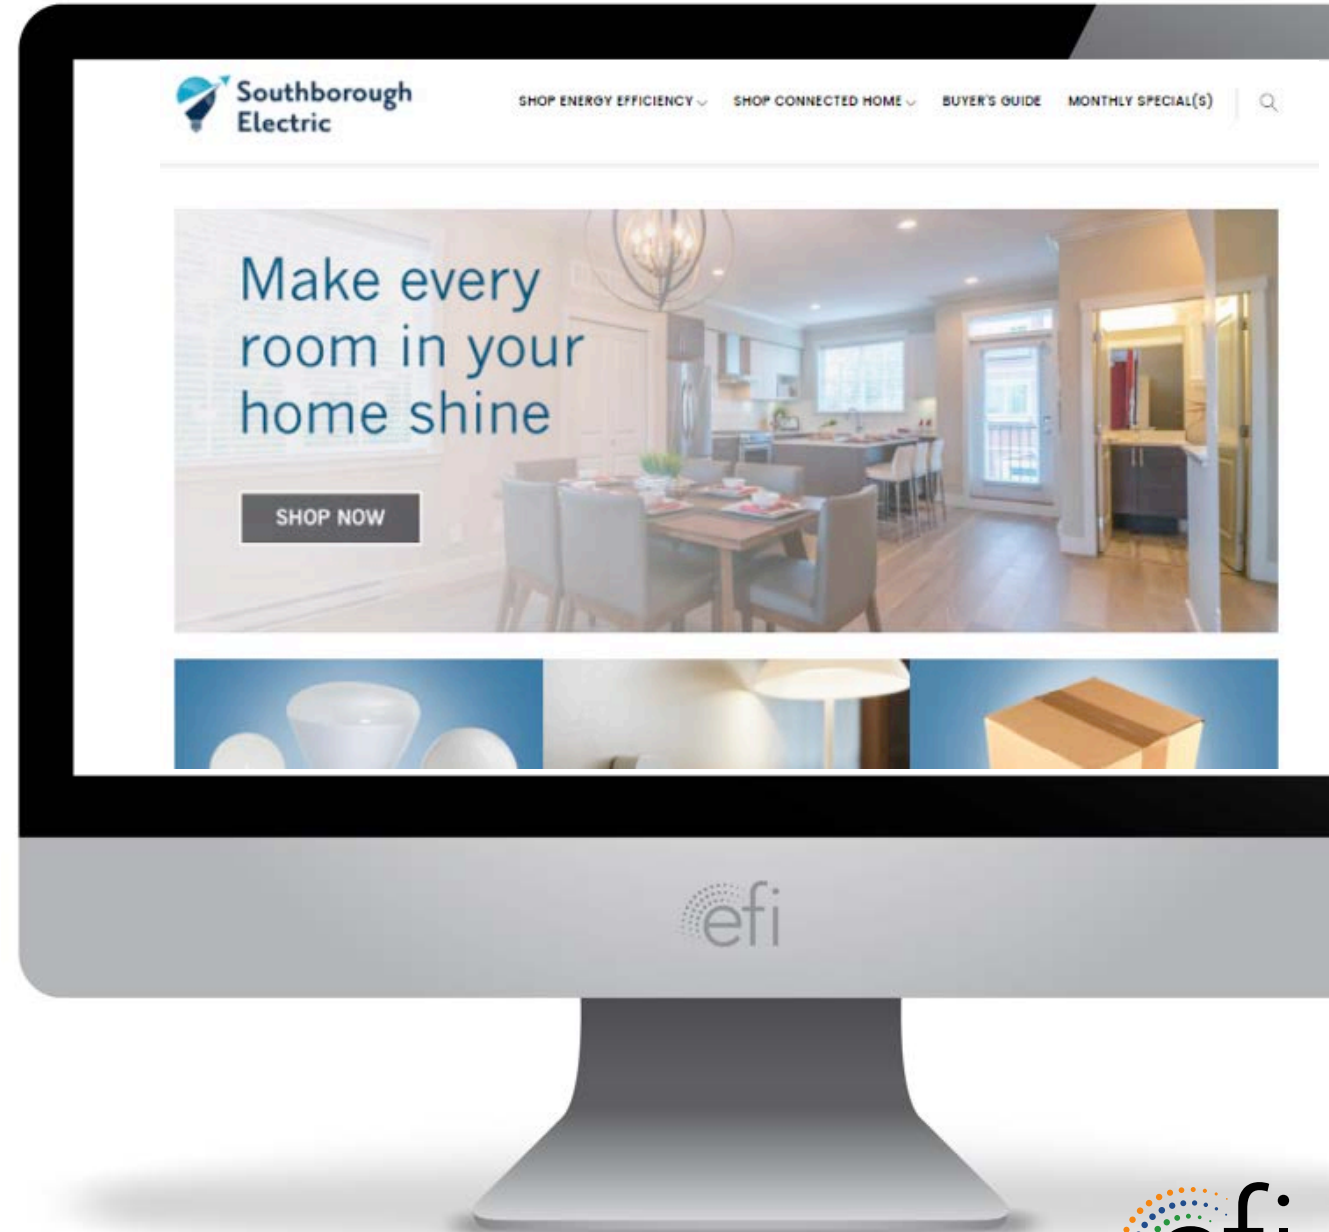 Southborough
Electric
SHOP ENERGY EFFICIENCY
SHOP CONNECTED HOME
BUYER'S GUIDE
MONTHLY SPECIAL(S)
Make every
room in your
home shine
SHOP NOW
efi
efi